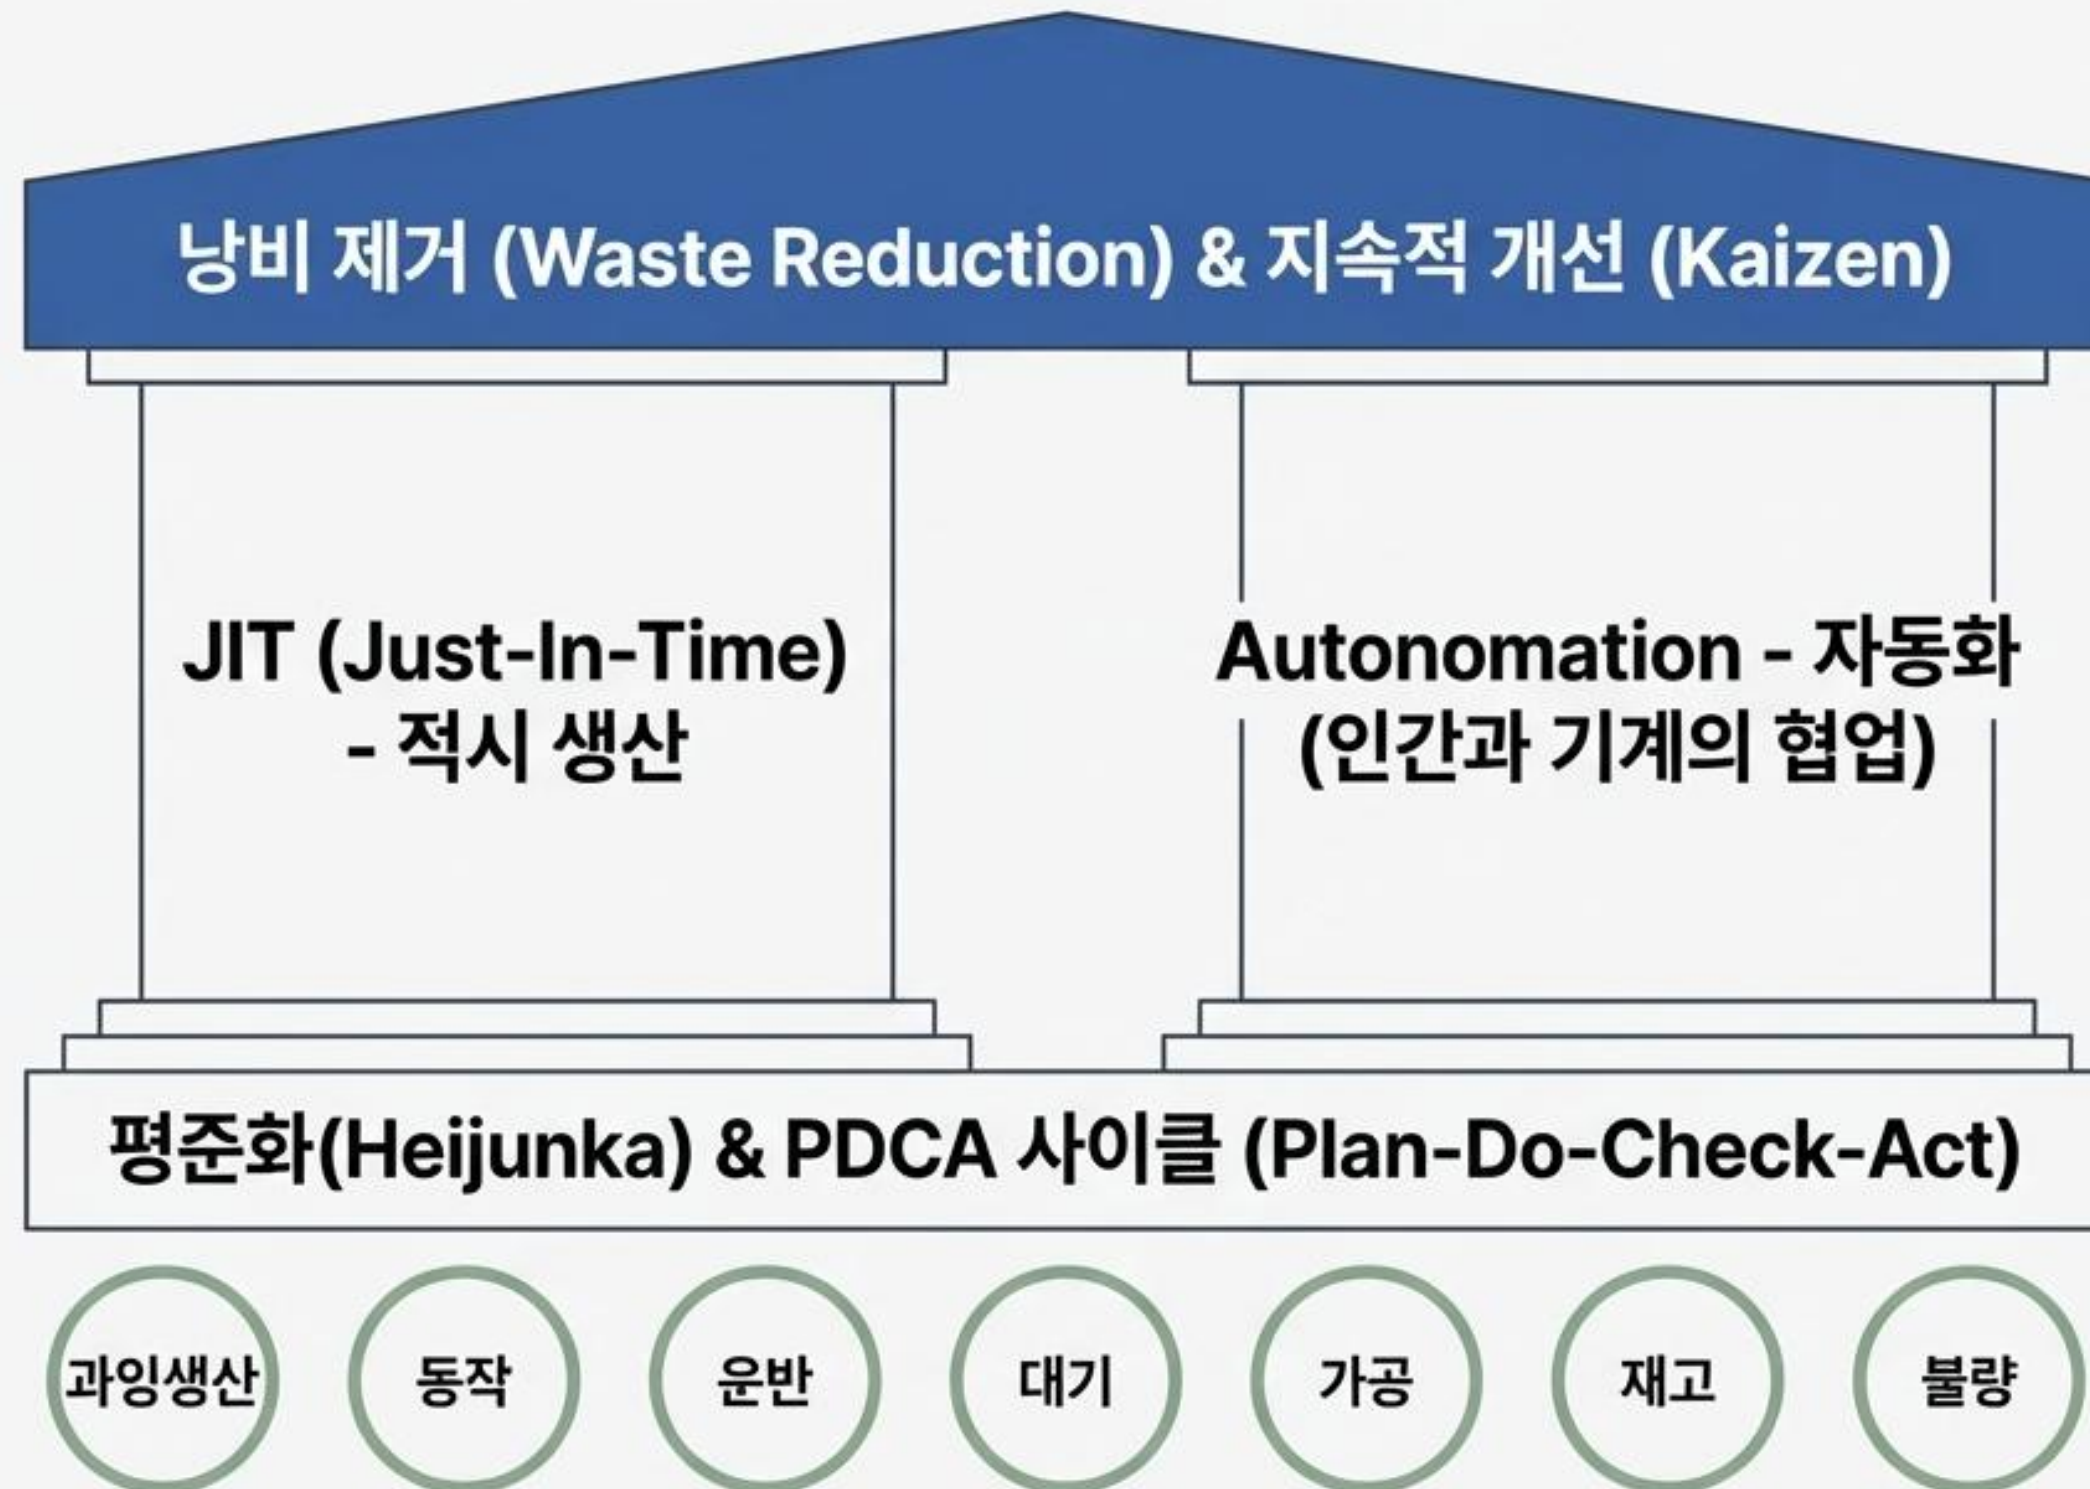 낭비 제거 (Waste Reduction) & 지속적 개선 (Kaizen)
JIT (Just-In-Time)
- 적시 생산
Autonomation - 자동화
(인간과 기계의 협업)
평준화(Heijunka) & PDCA 사이클 (Plan-Do-Check-Act)
과잉생산
동작
운반
대기
가공
재고
불량